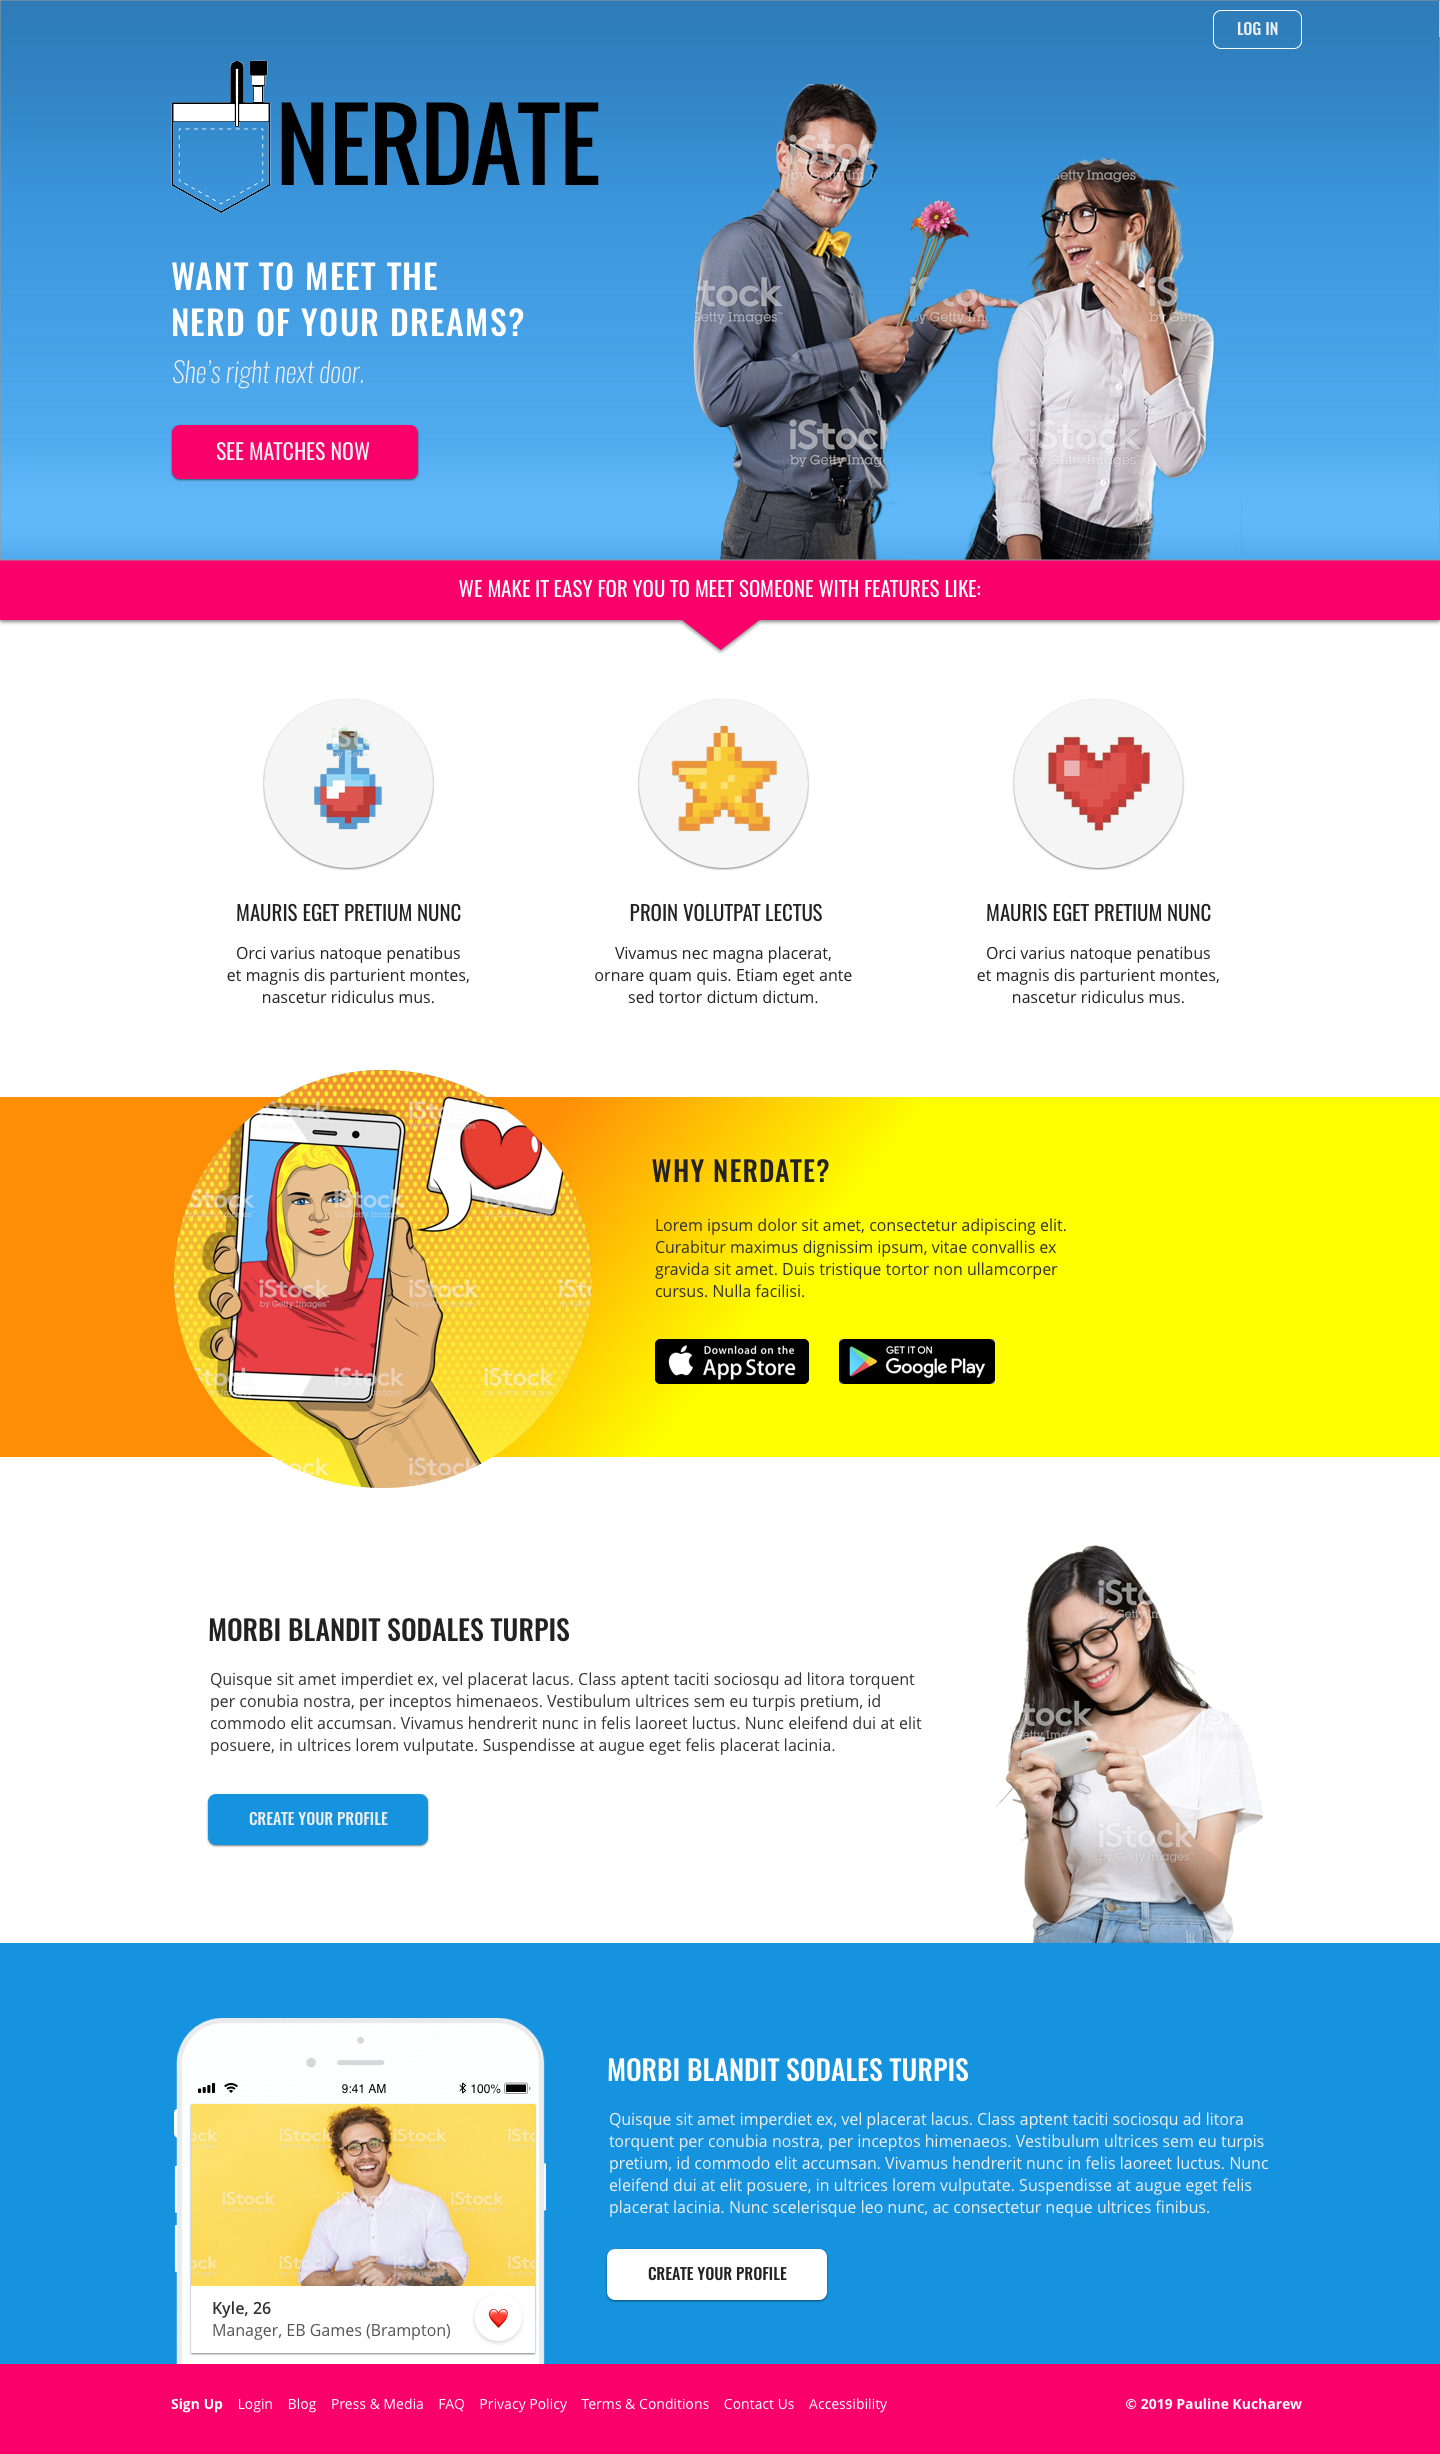 LOG IN
NERDATE
WANT TO MEET THE
NERD OF YOUR DREAMS?
She's right next door.
SEE MATCHES NOW
iStock
by Getty Images
WE MAKE IT EASY FOR YOU TO MEET SOMEONE WITH FEATURES LIKE:
MAURIS EGET PRETIUM NUNC
Orci varius natoque penatibus
et magnis dis parturient montes,
nascetur ridiculus mus.
PROIN VOLUTPAT LECTUS
Vivamus nec magna placerat,
ornare quam quis. Etiam eget ante
sed tortor dictum dictum.
MAURIS EGET PRETIUM NUNC
Orci varius natoque penatibus
et magnis dis parturient montes,
nascetur ridiculus mus.
iStock
by Getty Images
WHY NERDATE?
Lorem ipsum dolor sit amet, consectetur adipiscing elit.
Curabitur maximus dignissim ipsum, vitae convallis ex
gravida sit amet. Duis tristique tortor non ullamcorper
cursus. Nulla facilisi.
Download on the
App Store
GET IT ON
Google Play
MORBI BLANDIT SODALES TURPIS
Quisque sit amet imperdiet ex, vel placerat lacus. Class aptent taciti sociosqu ad litora torquent
per conubia nostra, per inceptos himenaeos. Vestibulum ultrices sem eu turpis pretium, id
commodo elit accumsan. Vivamus hendrerit nunc in felis laoreet luctus. Nunc eleifend dui at elit
posuere, in ultrices lorem vulputate. Suspendisse at augue eget felis placerat lacinia.
CREATE YOUR PROFILE
iStock
by Getty Images
9:41 AM
100%
iStock
Kyle, 26
Manager, EB Games (Brampton)
MORBI BLANDIT SODALES TURPIS
Quisque sit amet imperdiet ex, vel placerat lacus. Class aptent taciti sociosqu ad litora
torquent per conubia nostra, per inceptos himenaeos. Vestibulum ultrices sem eu turpis
pretium, id commodo elit accumsan. Vivamus hendrerit nunc in felis laoreet luctus. Nunc
eleifend dui at elit posuere, in ultrices lorem vulputate. Suspendisse at augue eget felis
placerat lacinia. Nunc scelerisque leo nunc, ac consectetur neque ultrices finibus.
CREATE YOUR PROFILE
Sign Up Login Blog Press & Media FAQ Privacy Policy Terms & Conditions Contact Us Accessibility
© 2019 Pauline Kucharew